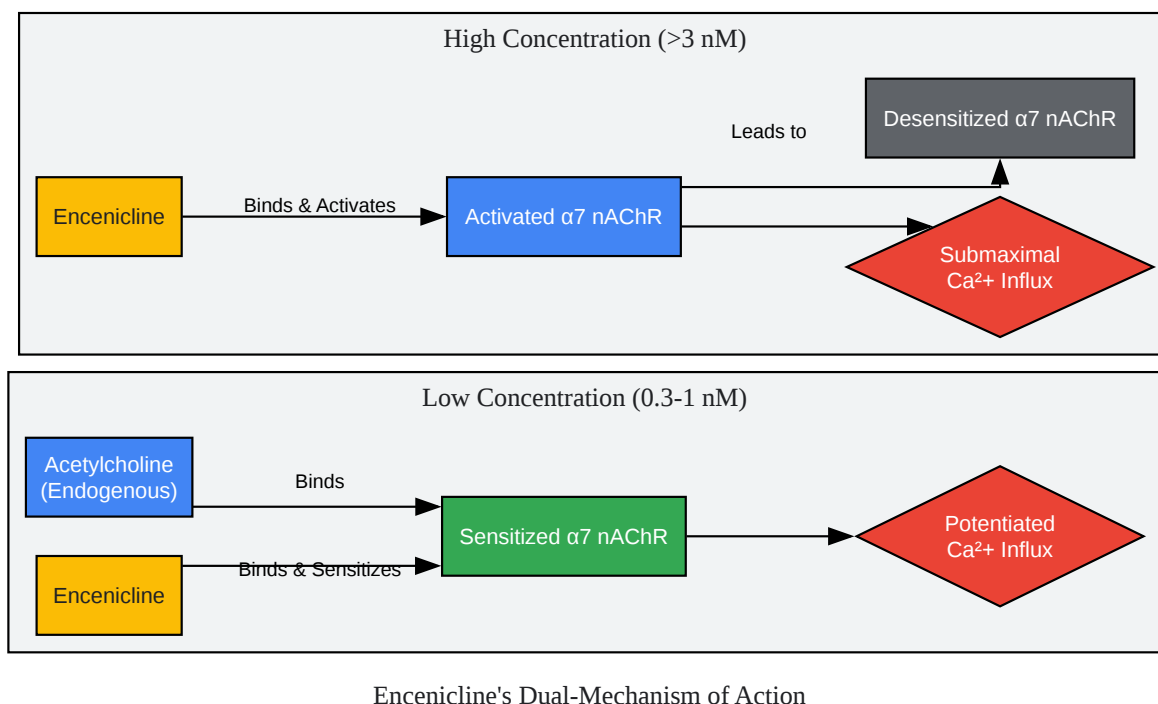 High Concentration (>3 nM)
Desensitized α7 nAChR
Leads to
Encenicline
Binds & Activates
Activated α7 nAChR
Submaximal
Ca²+ Influx
Low Concentration (0.3-1 nM)
Acetylcholine
(Endogenous)
Binds
Sensitized α7 nAChR
Potentiated
Ca²+ Influx
Binds & Sensitizes
Encenicline
Encenicline's Dual-Mechanism of Action